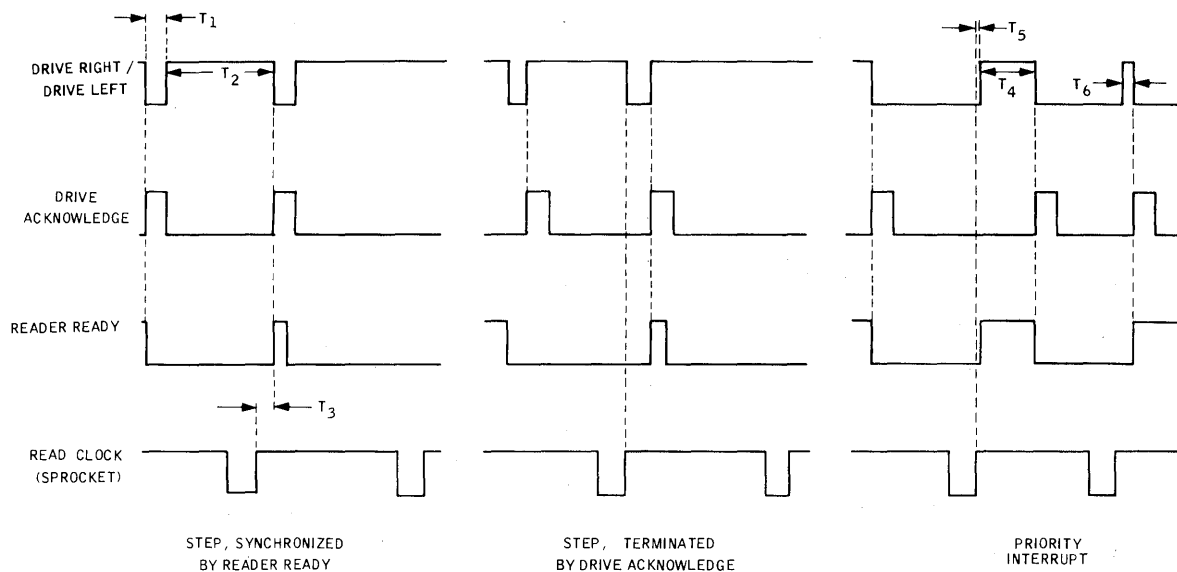 T1
T5
DRIVE RIGHT /
DRIVE LEFT
T2
T4
T6
DRIVE
ACKNOWLEDGE
READER READY
T3
READ CLOCK
(SPROCKET)
STEP, SYNCHRONIZED
BY READER READY
STEP, TERMINATED
BY DRIVE ACKNOWLEDGE
PRIORITY
INTERRUPT